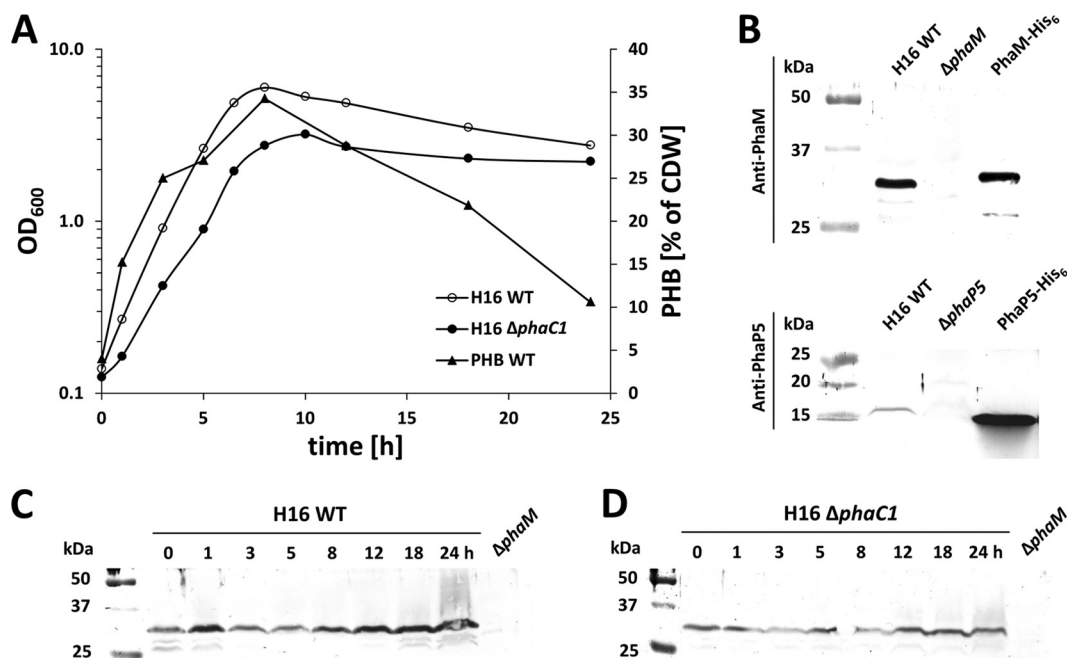 A
10.0
1.0
0.1
OD600
40
35
30
25
20
15
10
5
0
PHB [% of CDW]
H16 WT
H16 ΔphaC1
PHB WT
0 5 10 15 20 25
time [h]
B
H16 WT ΔphaM PhaM-His6
kDa
50
37
25
Anti-PhaM
H16 WT ΔphaP5 PhaP5-His6
kDa
25
20
15
Anti-PhaP5
C
H16 WT
kDa 0 1 3 5 8 12 18 24 h ΔphaM
50
37
25
D
H16 ΔphaC1
kDa 0 1 3 5 8 12 18 24 h ΔphaM
50
37
25